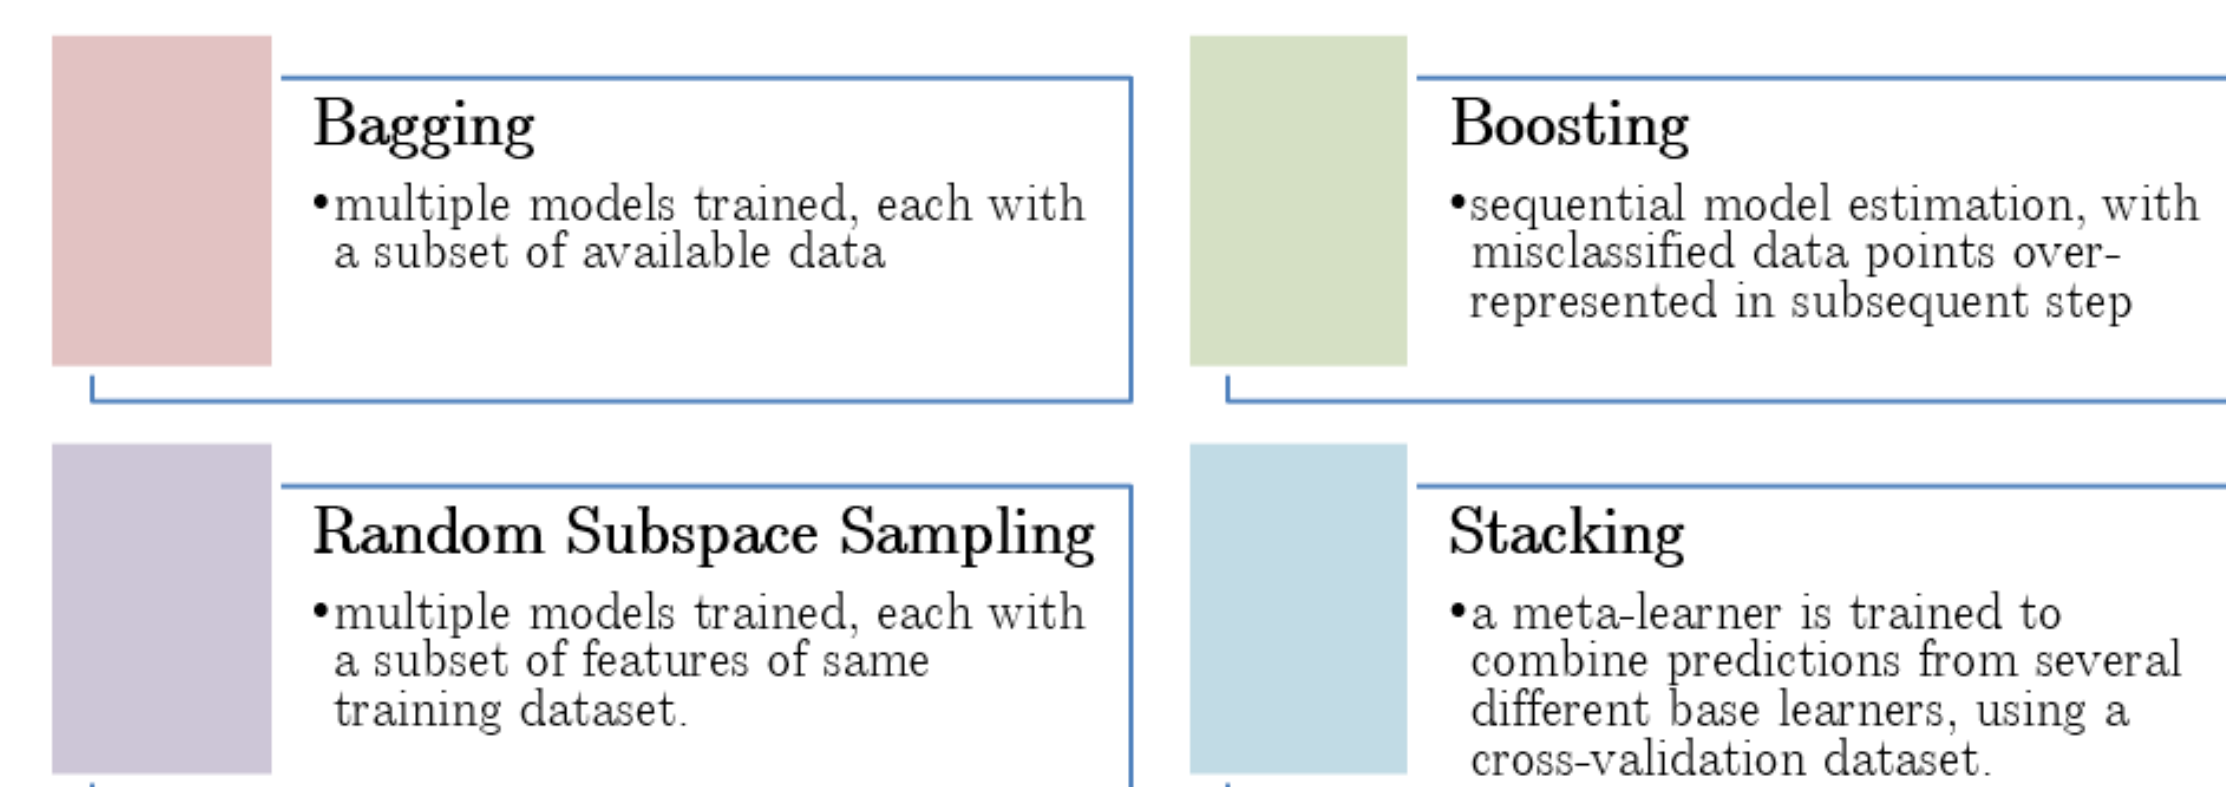 Bagging
•multiple models trained, each with
a subset of available data
Boosting
•sequential model estimation, with
misclassified data points over-
represented in subsequent step
Random Subspace Sampling
•multiple models trained, each with
a subset of features of same
training dataset.
Stacking
•a meta-learner is trained to
combine predictions from several
different base learners, using a
cross-validation dataset.